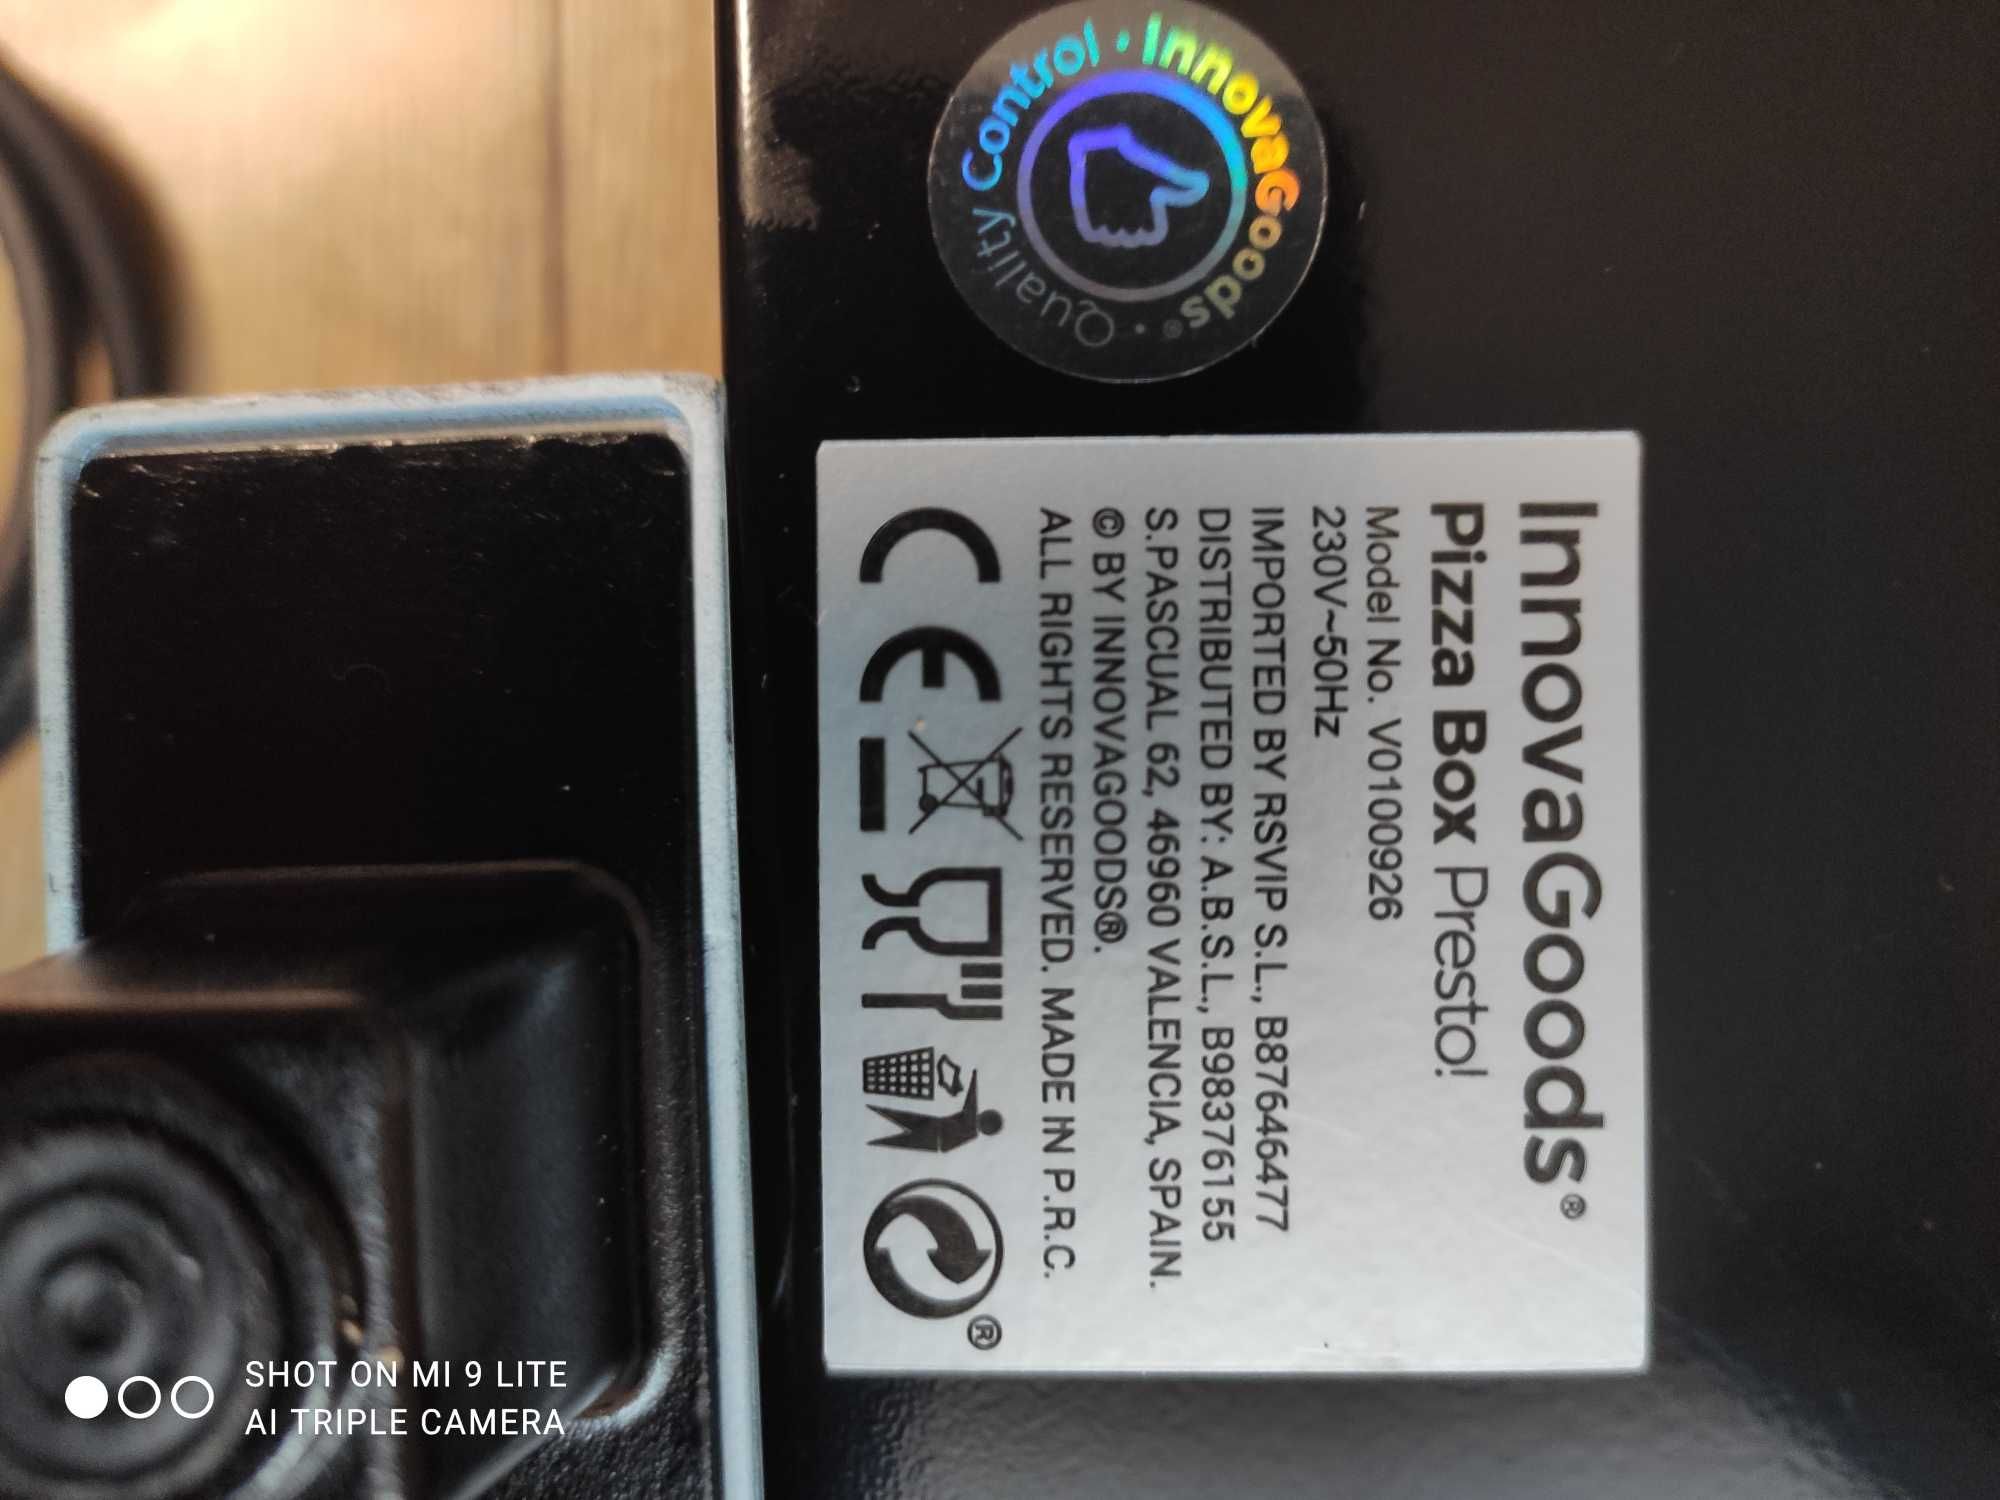 InnovaGoods® · Quality Control ·
InnovaGoods®
Pizza Box Presto!
Model No. V0100926
230V~50Hz
IMPORTED BY RSVIP S.L., B87646477
DISTRIBUTED BY: A.B.S.L., B98376155
S.PASCUAL 62, 46960 VALENCIA, SPAIN.
© BY INNOVAGOODS®.
ALL RIGHTS RESERVED. MADE IN P.R.C.
CE
®
SHOT ON MI 9 LITE
AI TRIPLE CAMERA